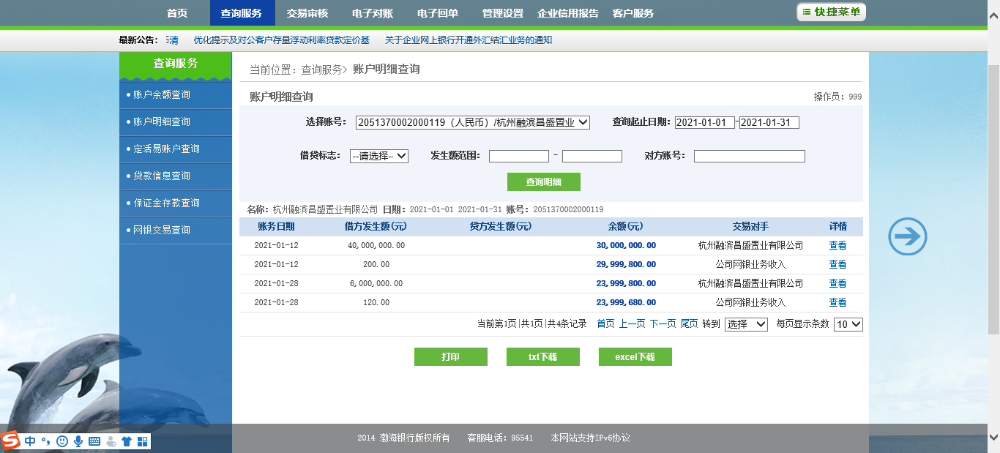 首页 查询服务 交易审核 电子对账 电子回单 管理设置 企业信用报告 客户服务 快捷菜单
最新公告： 清 优化提示及对公客户存量浮动利率贷款定价基 关于企业网上银行开通外汇结汇业务的通知
查询服务
账户余额查询
账户明细查询
定活易账户查询
贷款信息查询
保证金存款查询
网银交易查询
当前位置：查询服务> 账户明细查询
账户明细查询 操作员：999
选择账号： 2051370002000119（人民币）/杭州融滨昌盛置业 查询起止日期： 2021-01-01 - 2021-01-31
借贷标志： --请选择-- 发生额范围： - 对方账号：
查询明细
名称：杭州融滨昌盛置业有限公司 日期：2021-01-01 2021-01-31 账号：2051370002000119
账务日期 借方发生额(元) 贷方发生额(元) 余额(元) 交易对手 详情
2021-01-12 40,000,000.00 30,000,000.00 杭州融滨昌盛置业有限公司 查看
2021-01-12 200.00 29,999,800.00 公司网银业务收入 查看
2021-01-28 6,000,000.00 23,999,800.00 杭州融滨昌盛置业有限公司 查看
2021-01-28 120.00 23,999,680.00 公司网银业务收入 查看
当前第1页|共1页|共4条记录 首页 上一页 下一页 尾页 转到 选择 每页显示条数 10
打印 txt下载 excel下载
2014 渤海银行版权所有 客服电话：95541 本网站支持IPv6协议
中